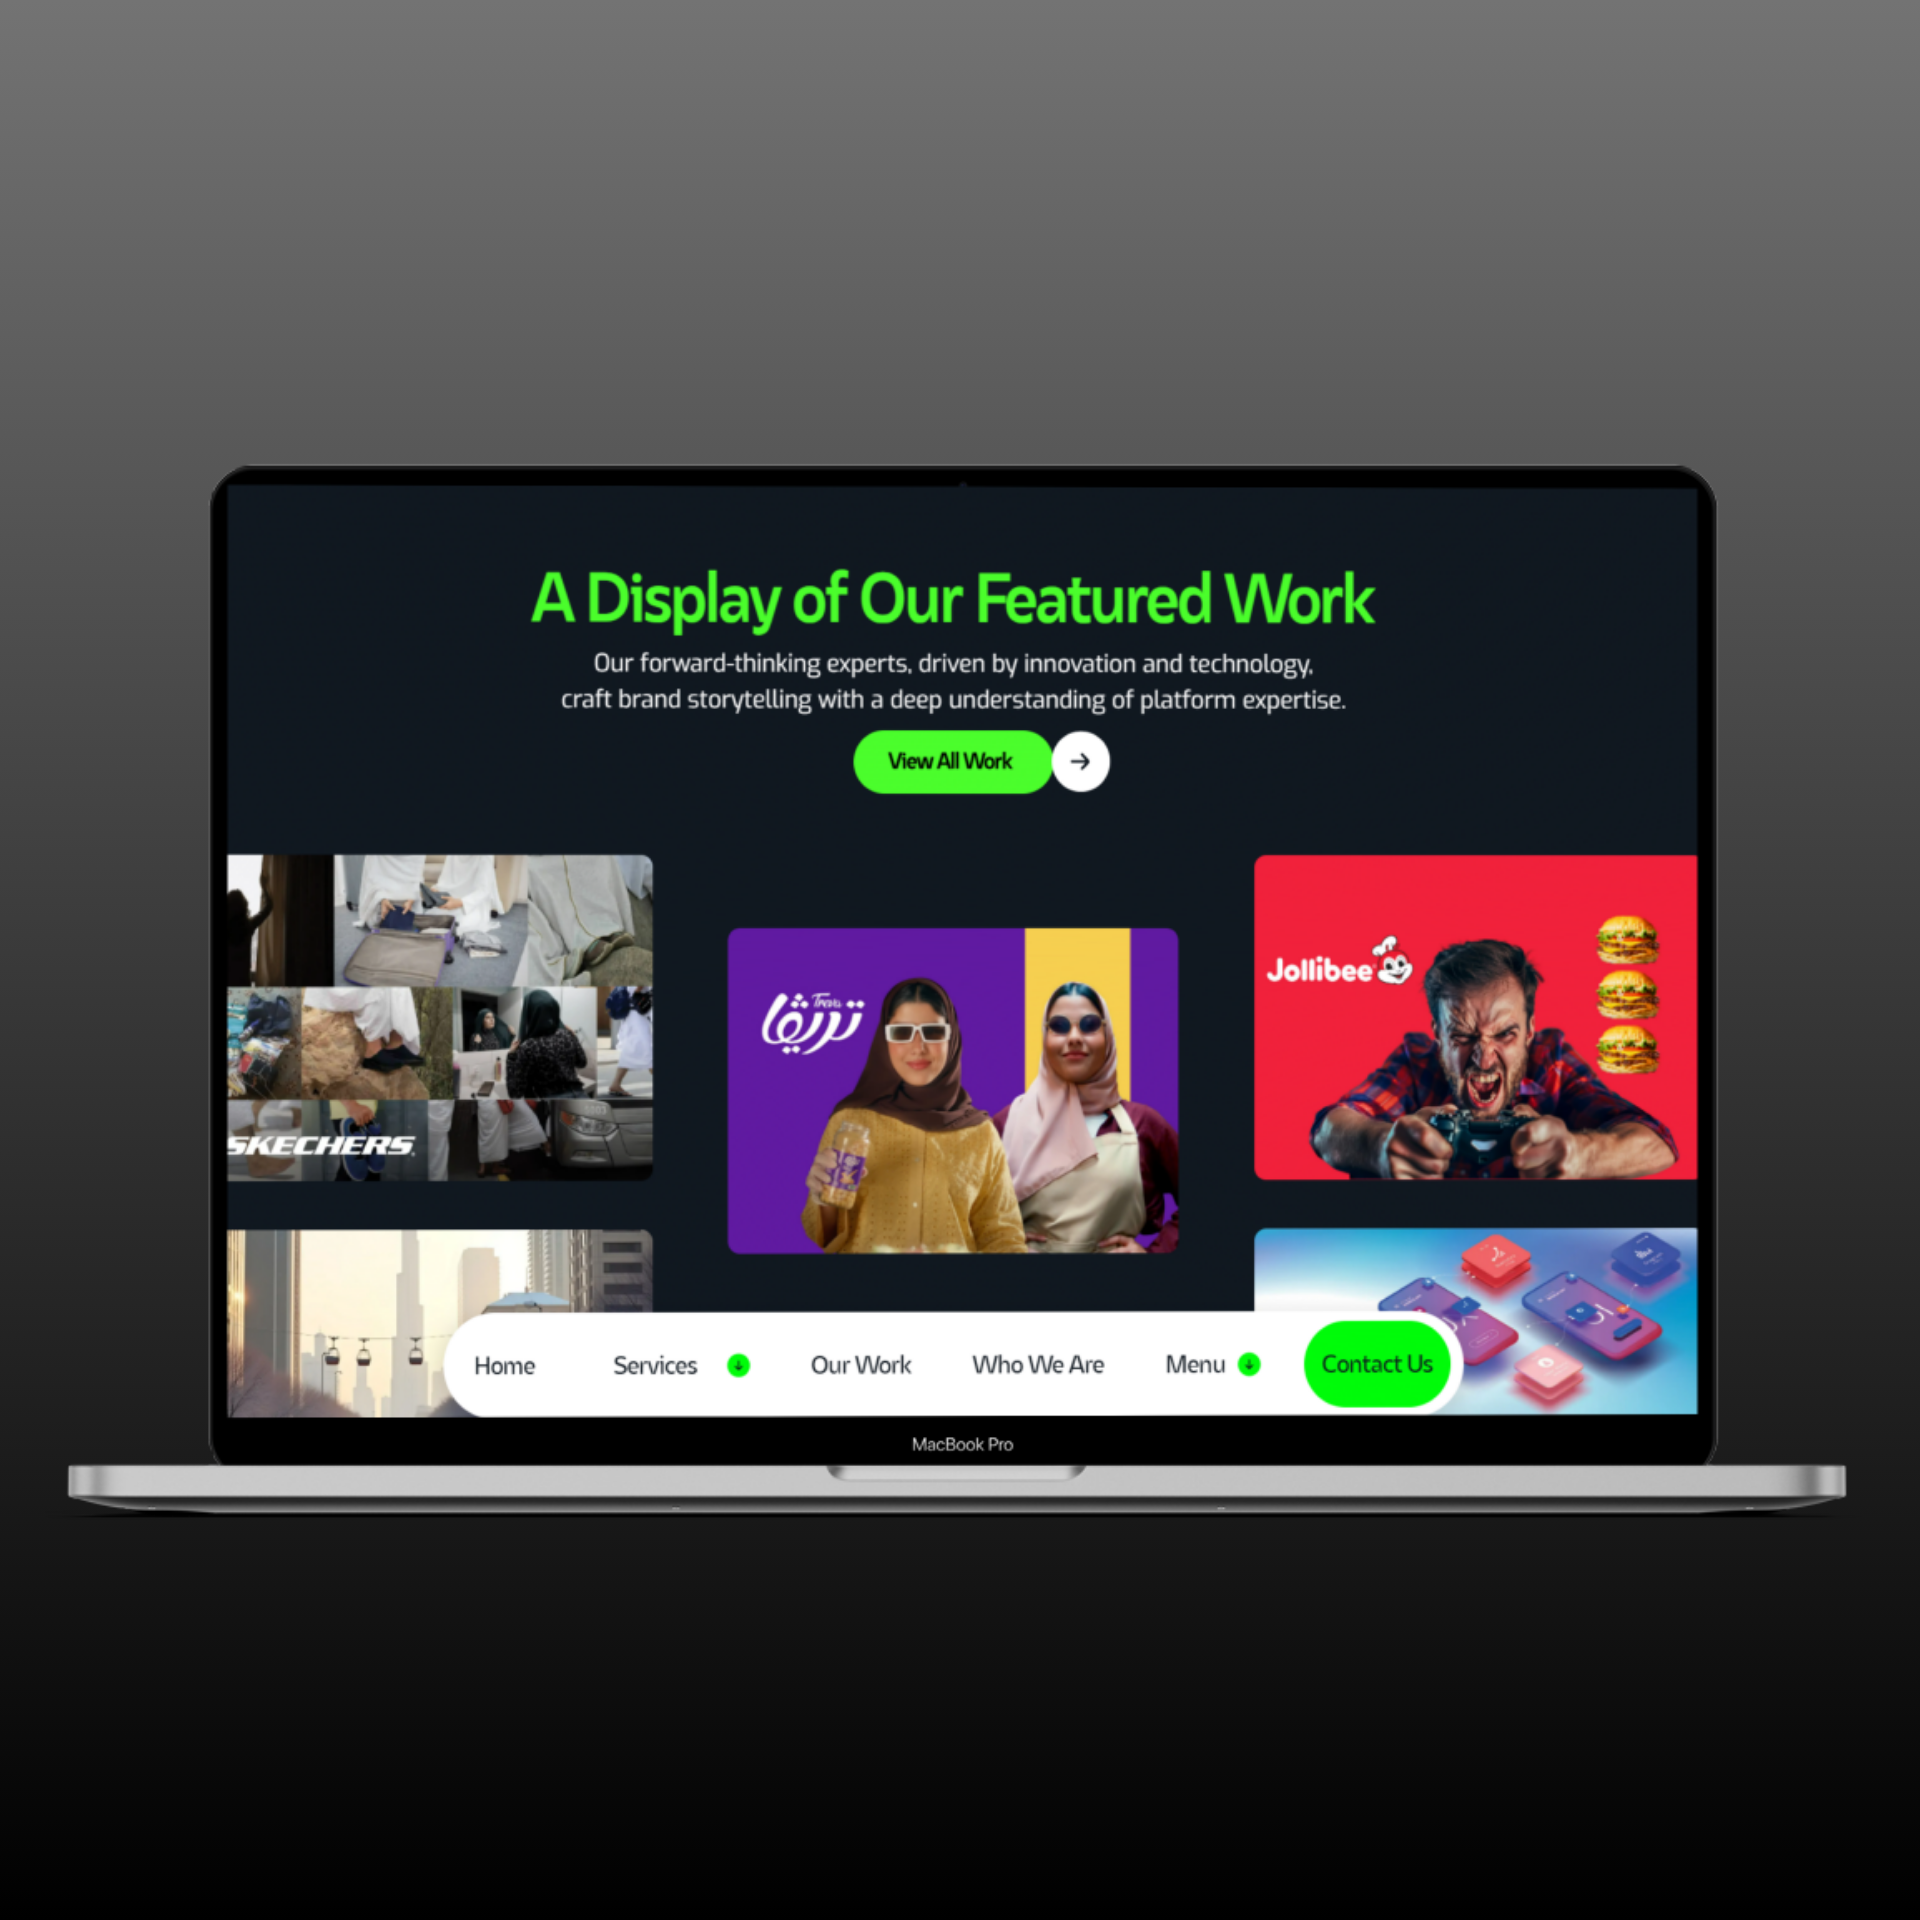 A Display of Our Featured Work
Our forward-thinking experts, driven by innovation and technology,
craft brand storytelling with a deep understanding of platform expertise.
View All Work
SKECHERS
Treva
تريڤا
Jollibee
Home
Services
Our Work
Who We Are
Menu
Contact Us
MacBook Pro